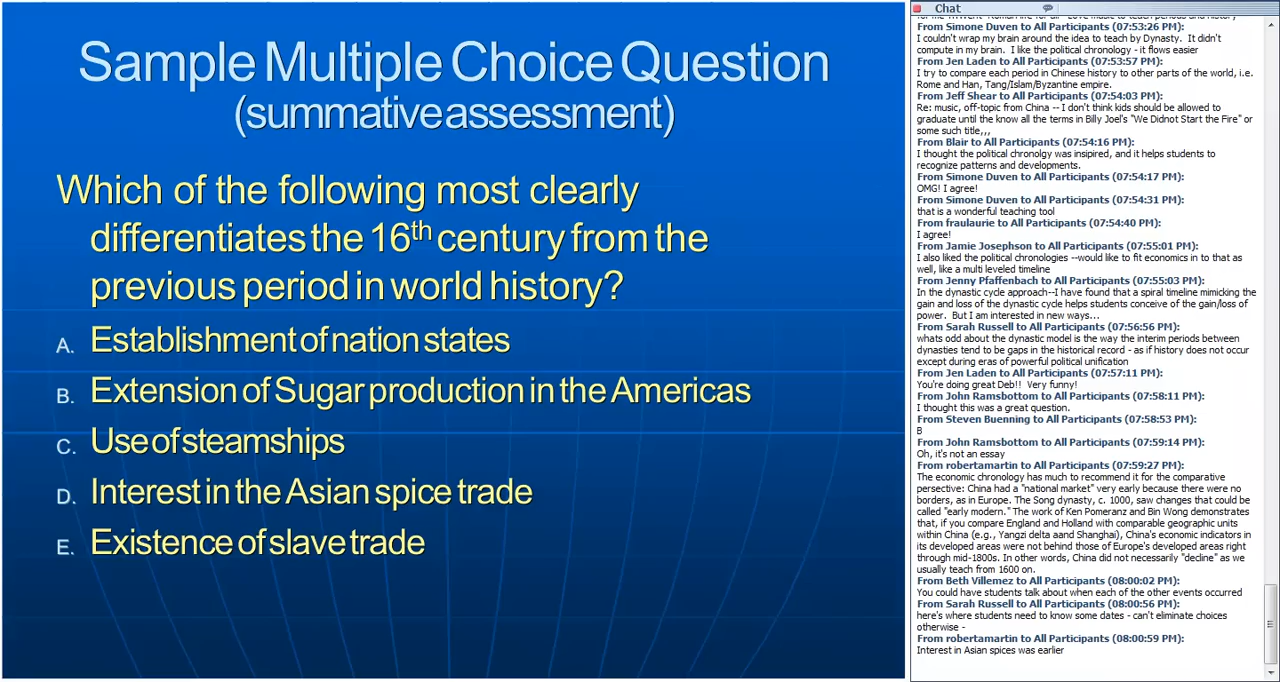 Sample Multiple Choice Question
(summative assessment)
Which of the following most clearly
differentiates the 16th century from the
previous period in world history?
A. Establishment of nation states
B. Extension of Sugar production in the Americas
C. Use of steamships
D. Interest in the Asian spice trade
E. Existence of slave trade
Chat
From Simone Duven to All Participants (07:53:26 PM):
I couldn't wrap my brain around the idea to teach by Dynasty. It didn't
compute in my brain. I like the political chronology - it flows easier
From Jen Laden to All Participants (07:53:57 PM):
I try to compare each period in Chinese history to other parts of the world, i.e.
Rome and Han, Tang/Islam/Byzantine empire.
From Jeff Shear to All Participants (07:54:03 PM):
Re: music, off-topic from China -- I don't think kids should be allowed to
graduate until the know all the terms in Billy Joel's "We Didnot Start the Fire" or
some such title,,,
From Blair to All Participants (07:54:16 PM):
I thought the political chronolgy was insipired, and it helps students to
recognize patterns and developments.
From Simone Duven to All Participants (07:54:17 PM):
OMG! I agree!
From Simone Duven to All Participants (07:54:31 PM):
that is a wonderful teaching tool
From fraulaurie to All Participants (07:54:40 PM):
I agree!
From Jamie Josephson to All Participants (07:55:01 PM):
I also liked the political chronologies --would like to fit economics in to that as
well, like a multi leveled timeline
From Jenny Pfaffenbach to All Participants (07:55:03 PM):
In the dynastic cycle approach--I have found that a spiral timeline mimicking the
gain and loss of the dynastic cycle helps students conceive of the gain/loss of
power. But I am interested in new ways...
From Sarah Russell to All Participants (07:56:56 PM):
whats odd about the dynastic model is the way the interim periods between
dynasties tend to be gaps in the historical record - as if history does not occur
except during eras of powerful political unification
From Jen Laden to All Participants (07:57:11 PM):
You're doing great Deb!! Very funny!
From John Ramsbottom to All Participants (07:58:11 PM):
I thought this was a great question.
From Steven Buenning to All Participants (07:58:53 PM):
B
From John Ramsbottom to All Participants (07:59:14 PM):
Oh, it's not an essay
From robertamartin to All Participants (07:59:27 PM):
The economic chronology has much to recommend it for the comparative
persective: China had a "national market" very early because there were no
borders, as in Europe. The Song dynasty, c. 1000, saw changes that could be
called "early modern." The work of Ken Pomeranz and Bin Wong demonstrates
that, if you compare England and Holland with comparable geographic units
within China (e.g., Yangzi delta aand Shanghai), China's economic indicators in
its developed areas were not behind those of Europe's developed areas right
through mid-1800s. In other words, China did not necessarily "decline" as we
usually teach from 1600 on.
From Beth Villemez to All Participants (08:00:02 PM):
You could have students talk about when each of the other events occurred
From Sarah Russell to All Participants (08:00:56 PM):
here's where students need to know some dates - can't eliminate choices
otherwise -
From robertamartin to All Participants (08:00:59 PM):
Interest in Asian spices was earlier